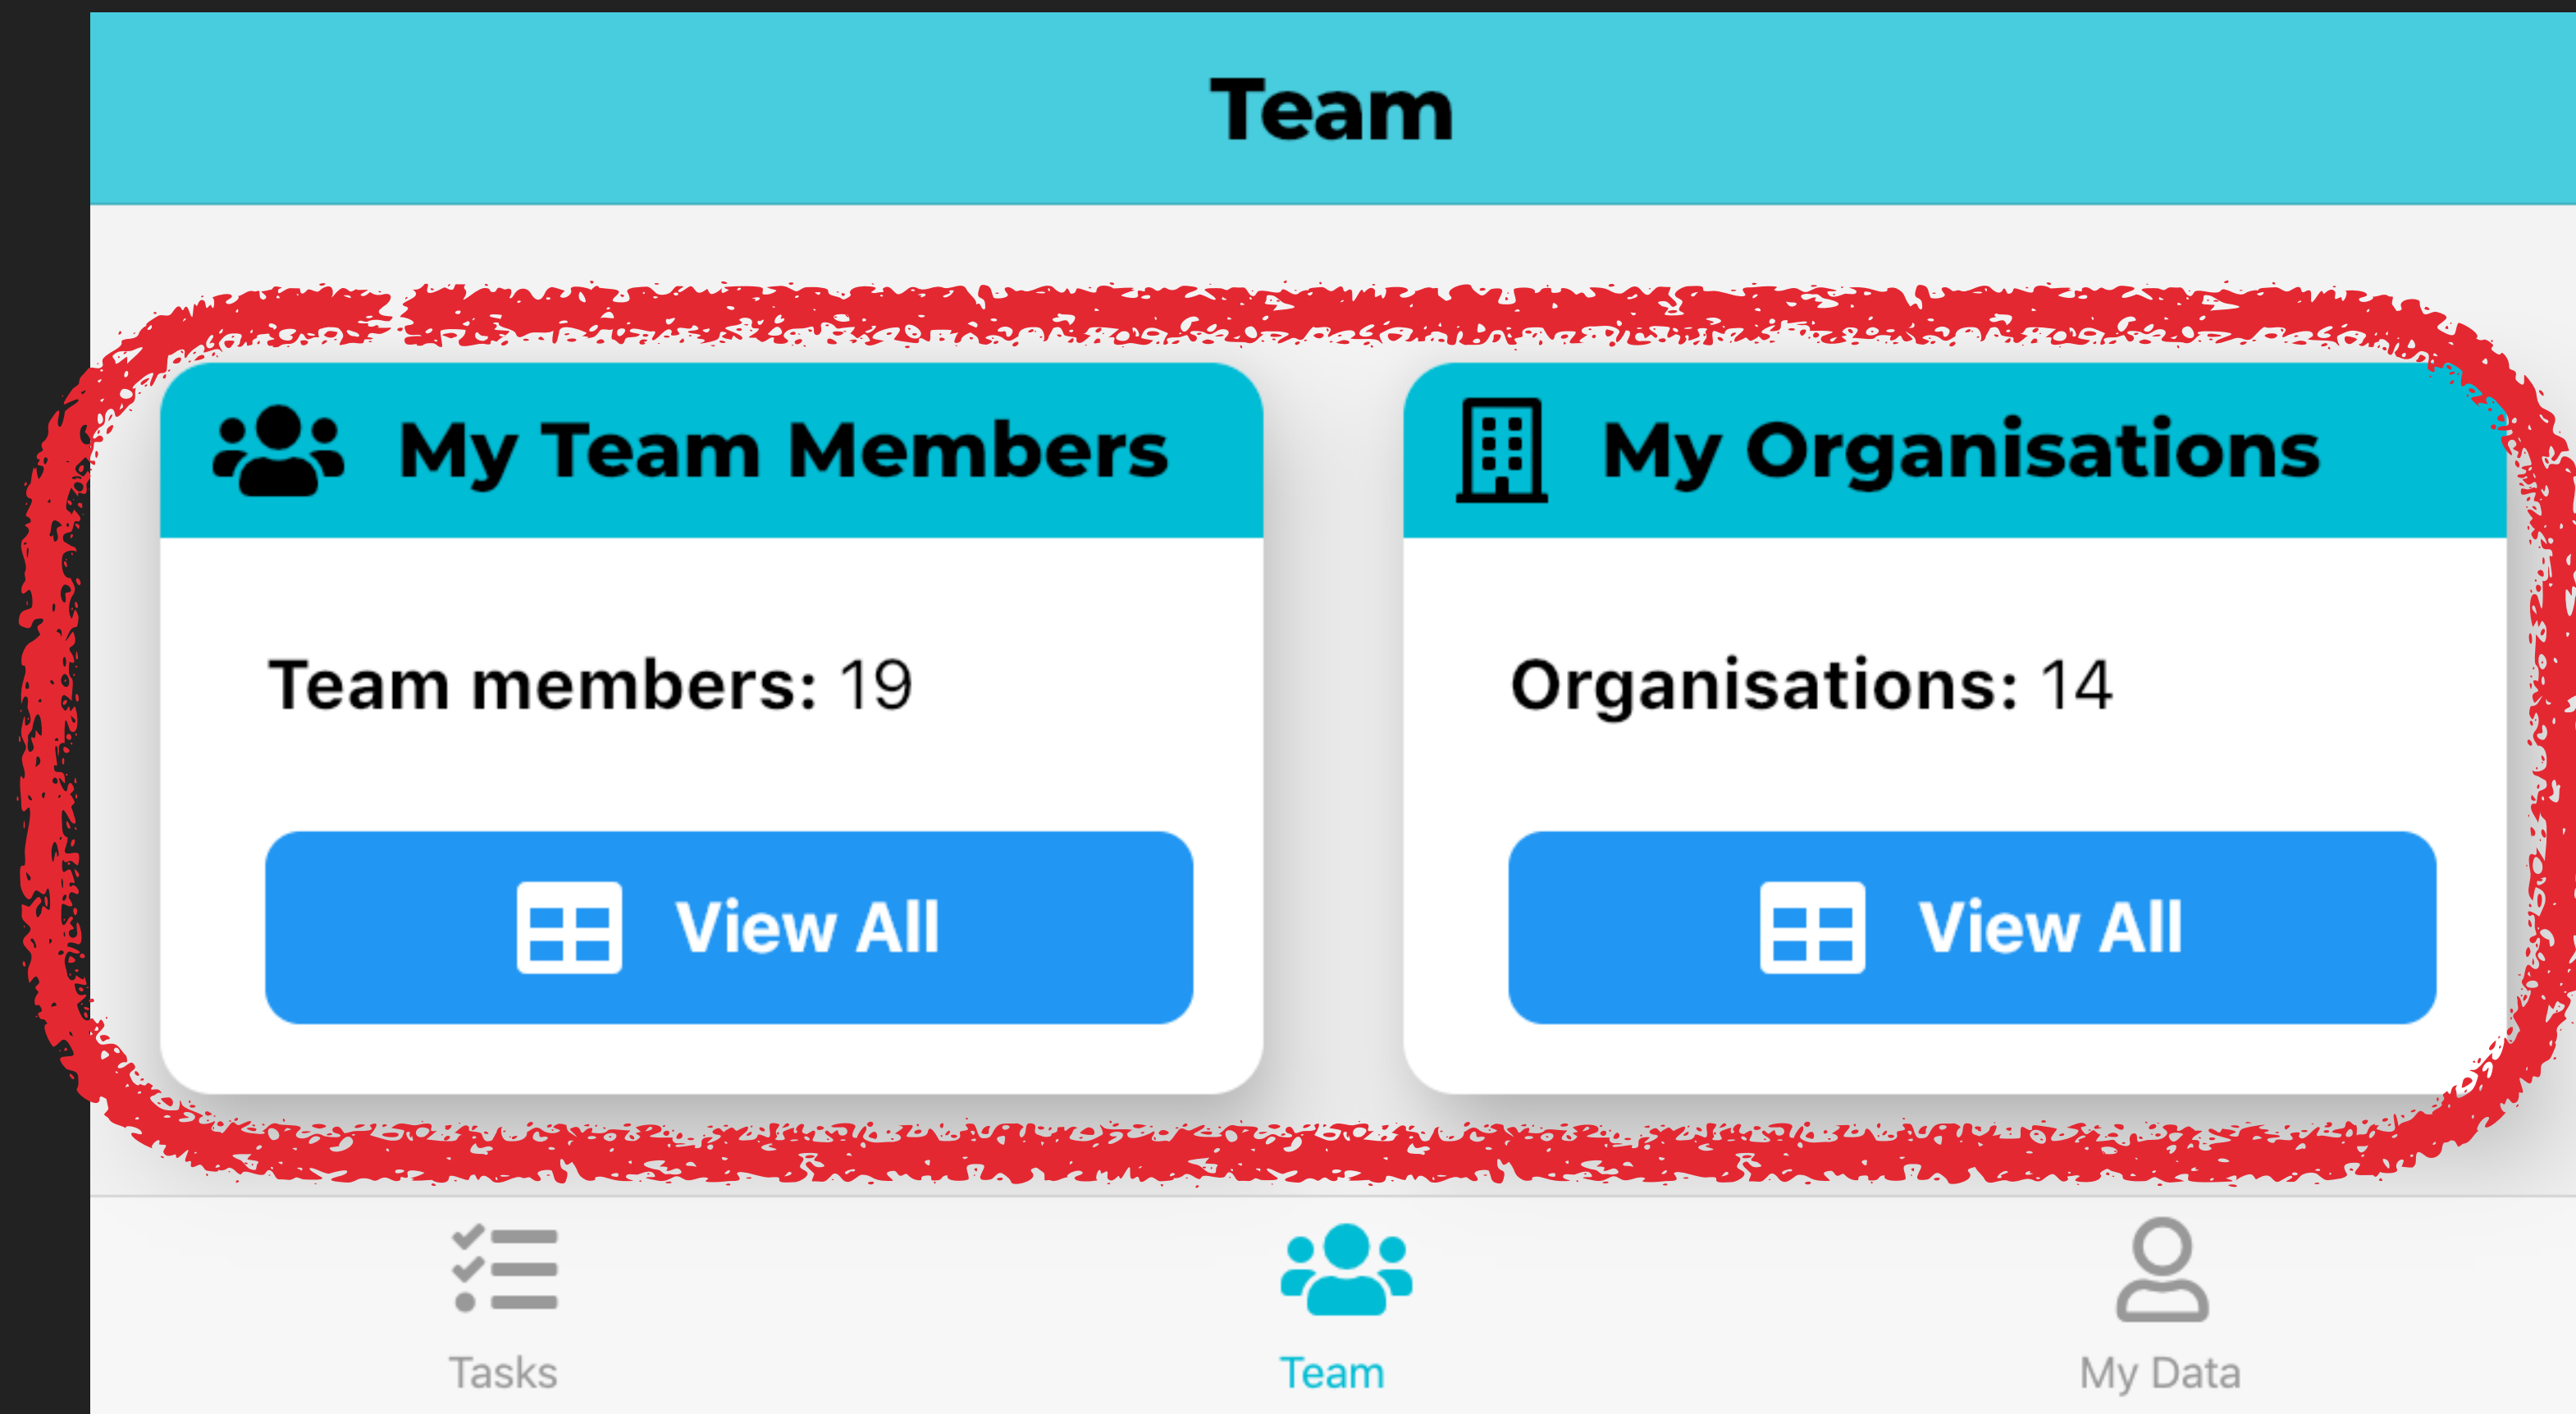 Team
My Team Members
Team members: 19
View All
My Organisations
Organisations: 14
View All
Tasks
Team
My Data